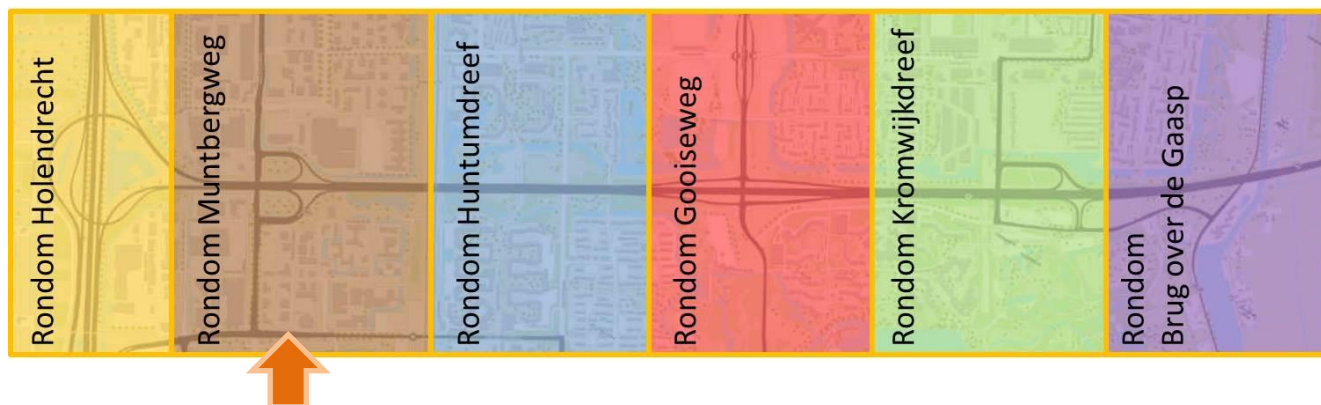 Rondom Holendrecht
Rondom Muntbergweg
Rondom Huntumdreef
Rondom Gooiseweg
Rondom Kromwijkdreef
Rondom
Brug over de Gaasp